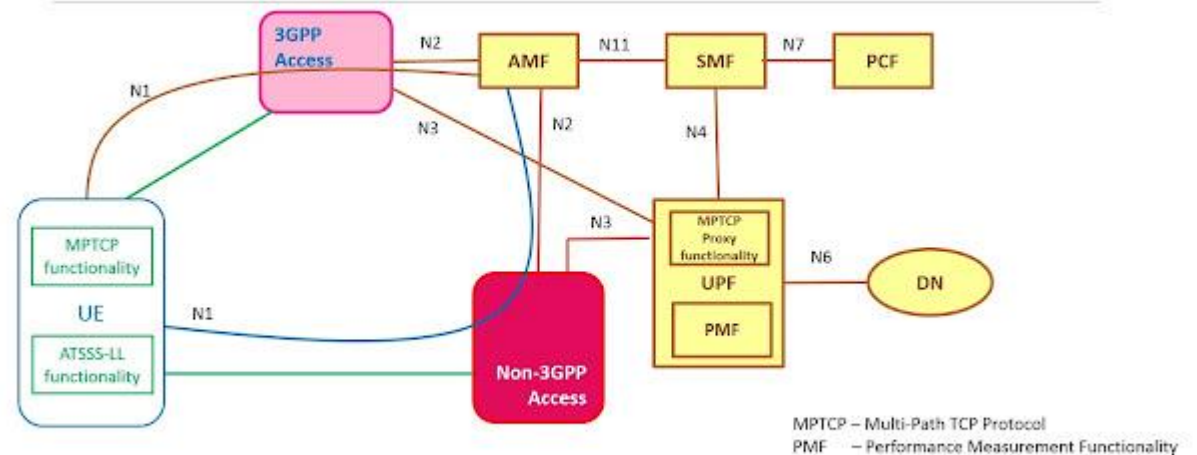 3GPP
Access
N2
AMF
N11
SMF
N7
PCF
N1
N3
N2
N4
MPTCP
functionality
UE
ATSSS-LL
functionality
N1
N3
MPTCP
Proxy
functionality
UPF
PMF
N6
DN
Non-3GPP
Access
MPTCP – Multi-Path TCP Protocol
PMF – Performance Measurement Functionality